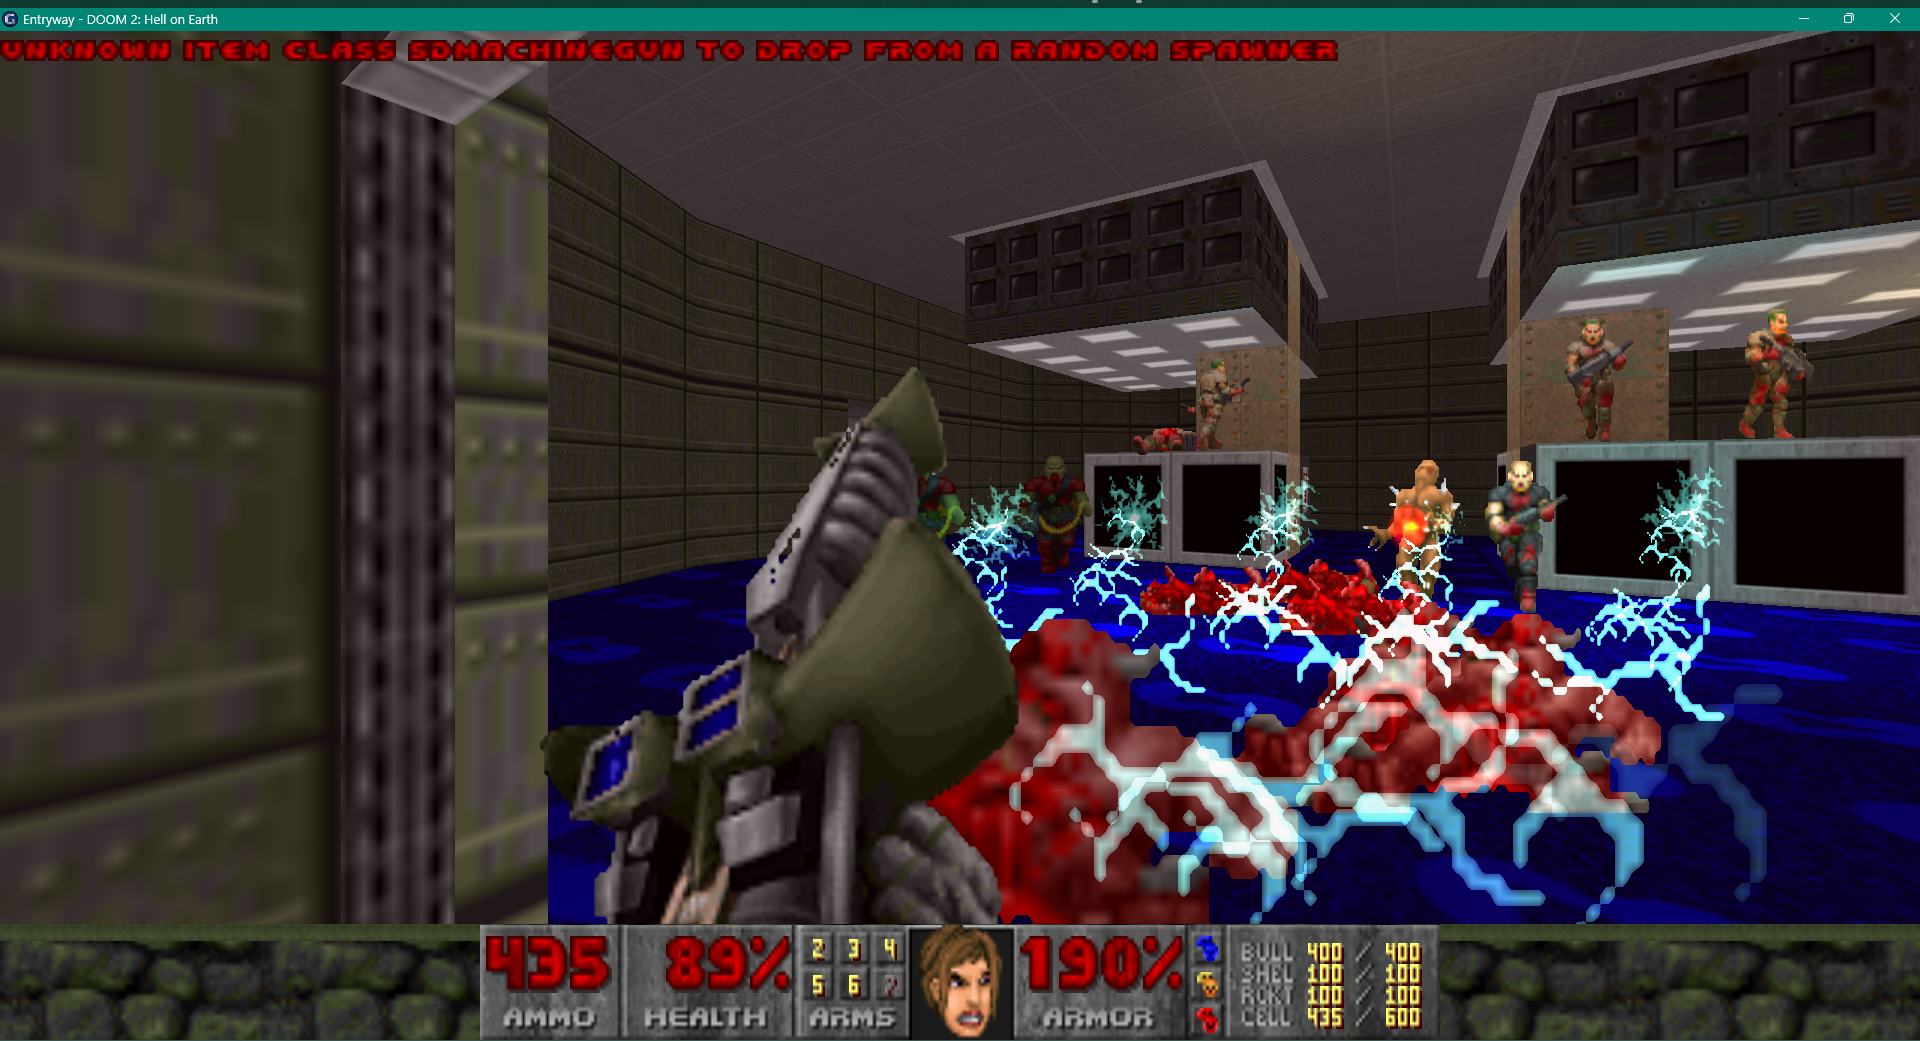 Entryway - DOOM 2: Hell on Earth
UNKNOWN ITEM CLASS SDMACHINEGUN TO DROP FROM A RANDOM SPAWNER
435 89% 2 3 4 190% BULL 400 / 400
SHEL 100 / 100
5 6 7 ROKT 100 / 100
AMMO HEALTH ARMS ARMOR CELL 435 / 600